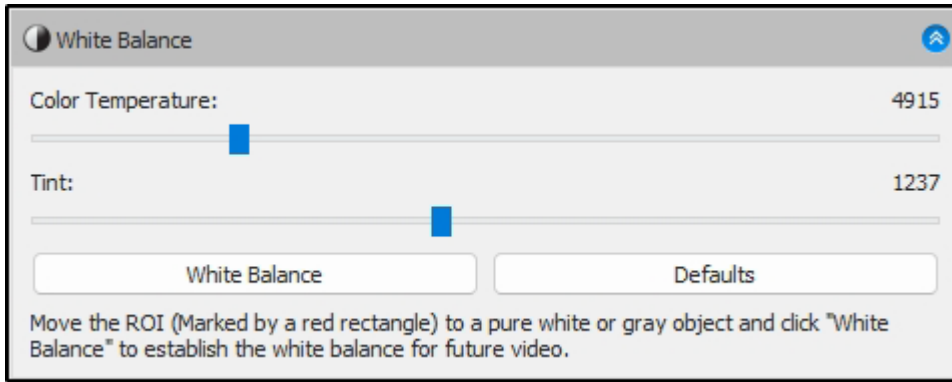 White Balance
Color Temperature: 4915
Tint: 1237
White Balance Defaults
Move the ROI (Marked by a red rectangle) to a pure white or gray object and click "White
Balance" to establish the white balance for future video.